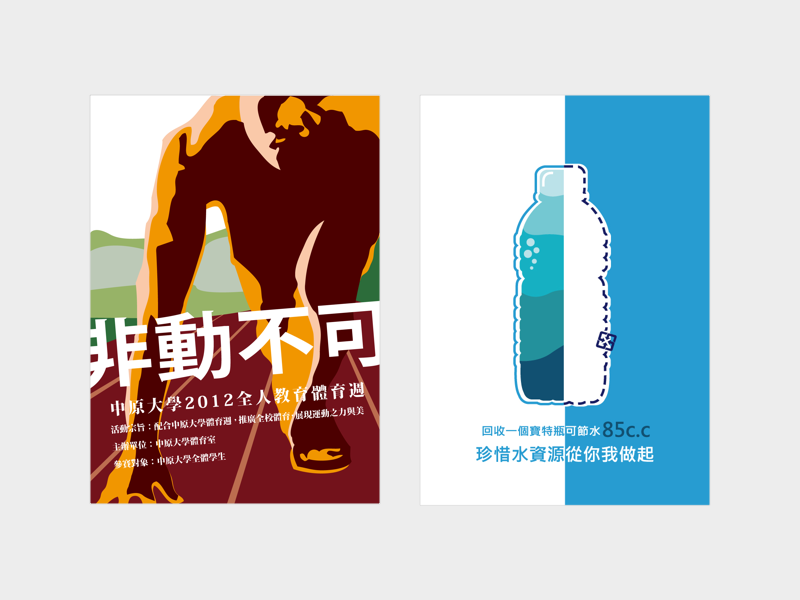 非動不可
中原大學2012全人教育體育週
活動宗旨：配合中原大學體育週，推廣全校體育，展現運動之力與美
主辦單位：中原大學體育室
參賽對象：中原大學全體學生
回收一個寶特瓶可節水85c.c
珍惜水資源從你我做起